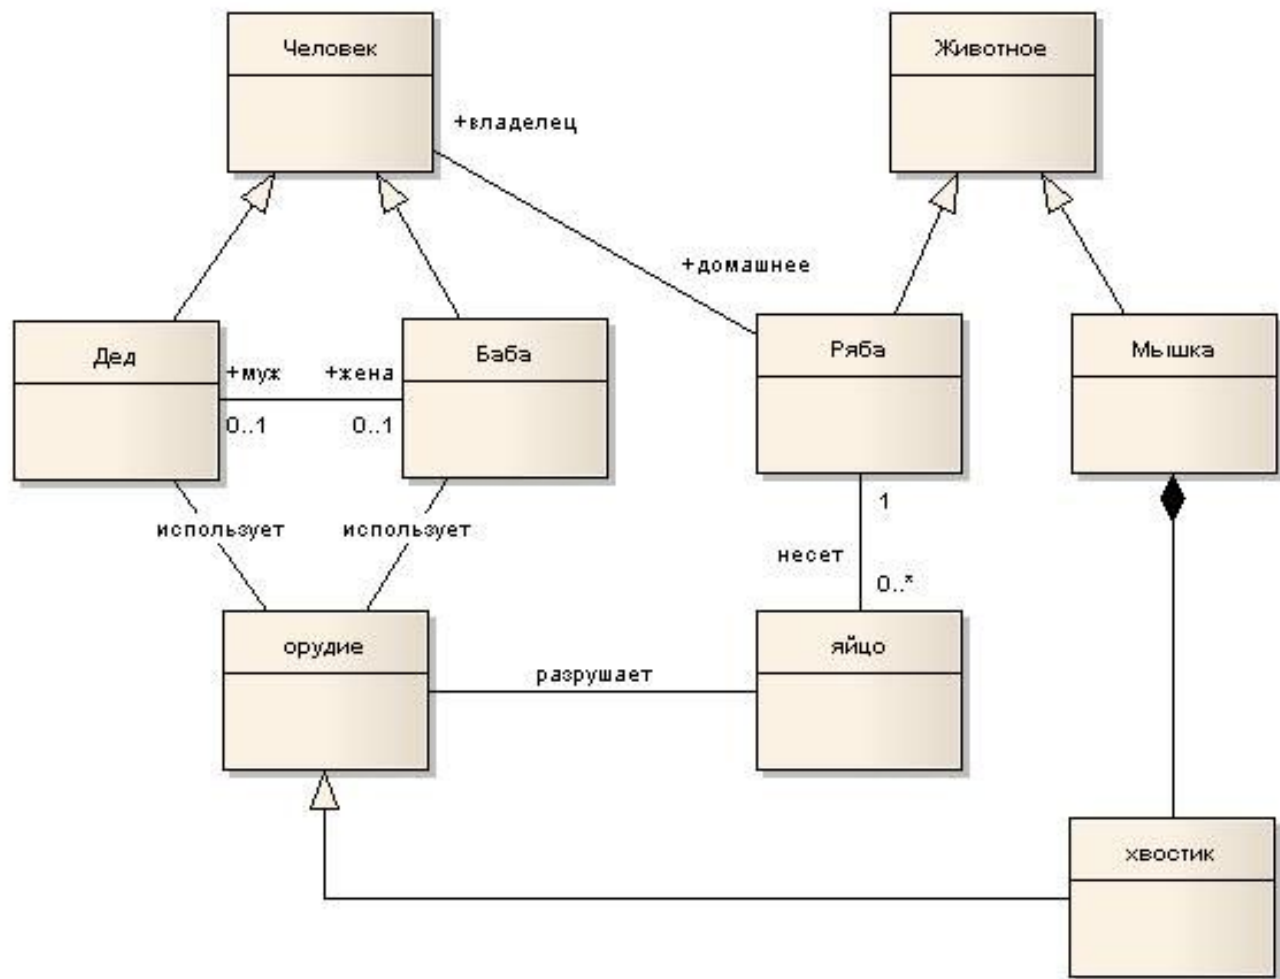 Человек
Животное
+владелец
+домашнее
Дед
Баба
Ряба
Мышка
+муж
+жена
0..1
0..1
1
использует
использует
несет
0..*
орудие
яйцо
разрушает
хвостик